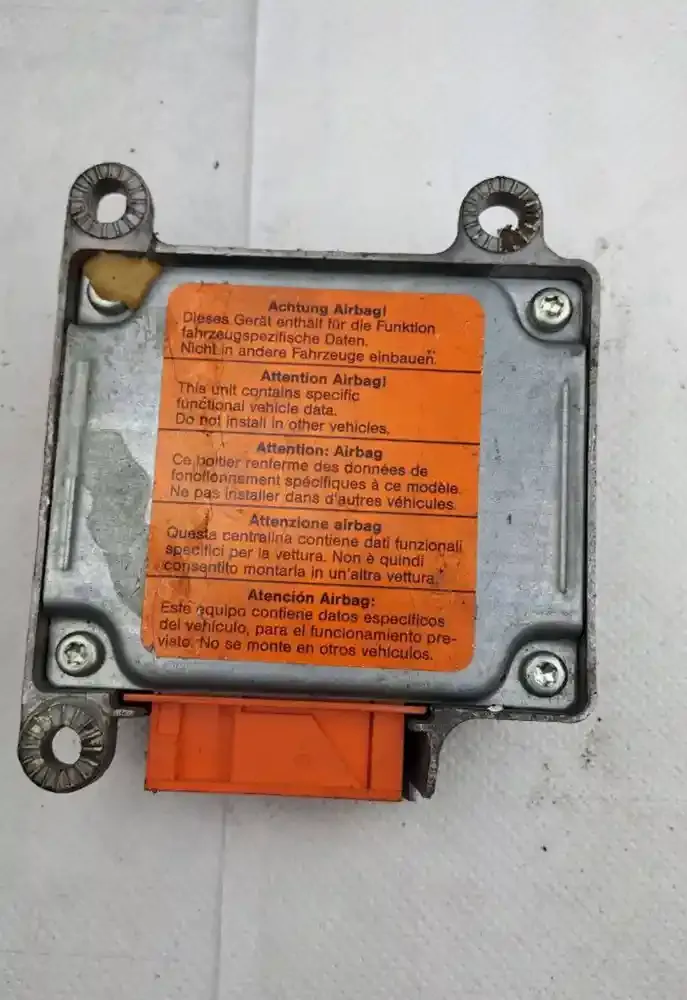 Achtung Airbag!
Dieses Gerät enthält für die Funktion
fahrzeugspezifische Daten.
Nicht in andere Fahrzeuge einbauen.
Attention Airbag!
This unit contains specific
functional vehicle data.
Do not install in other vehicles.
Attention: Airbag
Ce boîtier renferme des données de
fonctionnement spécifiques à ce modèle.
Ne pas installer dans d'autres véhicules.
Attenzione airbag
Questa centralina contiene dati funzionali
specifici per la vettura. Non è quindi
consentito montarla in un'altra vettura.
Atención Airbag:
Este equipo contiene datos específicos
del vehículo, para el funcionamiento pre-
visto. No se monte en otros vehículos.